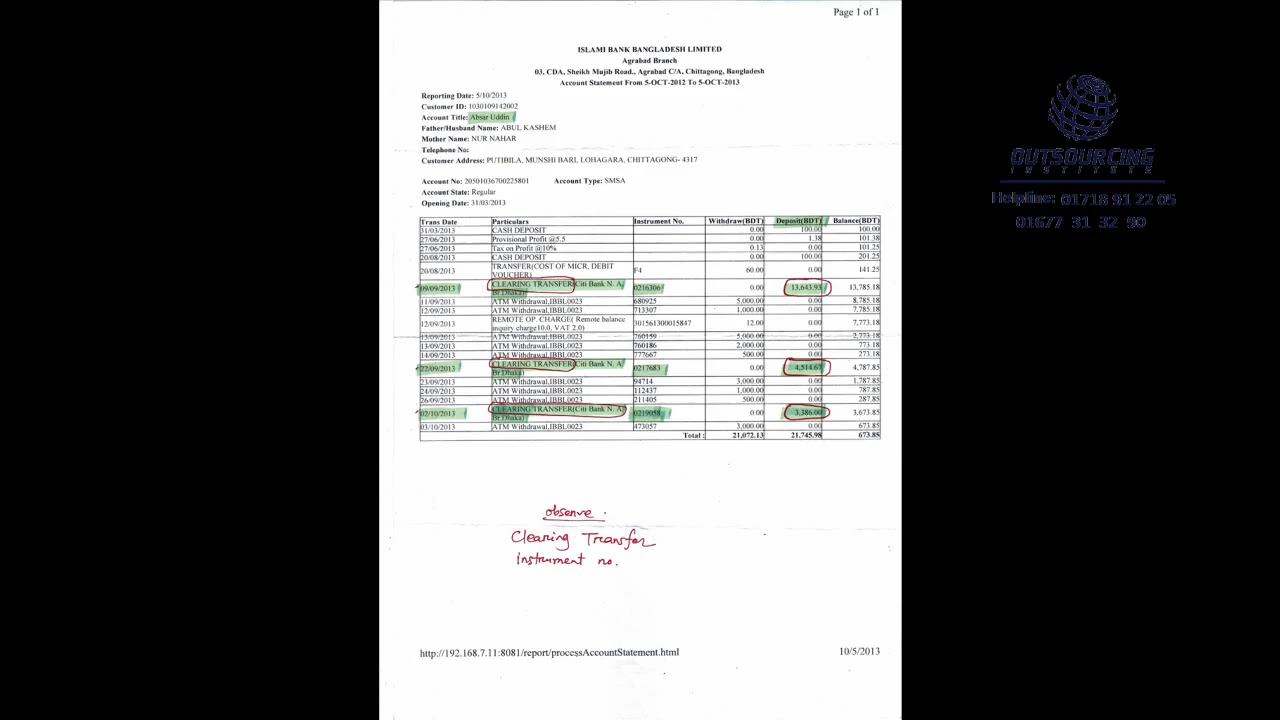 Page 1 of 1
ISLAMI BANK BANGLADESH LIMITED
Agrabad Branch
03, CDA, Sheikh Mujib Road., Agrabad C/A, Chittagong, Bangladesh
Account Statement From 5-OCT-2012 To 5-OCT-2013
Reporting Date: 5/10/2013
Customer ID: 1030109142002
Account Title: Absar Uddin
Father/Husband Name: ABUL KASHEM
Mother Name: NUR NAHAR
Telephone No:
Customer Address: PUTIBILA, MUNSHI BARI, LOHAGARA, CHITTAGONG- 4317
Account No: 20501036700225801 Account Type: SMSA
Account State: Regular
Opening Date: 31/03/2013
Trans Date Particulars Instrument No. Withdraw(BDT) Deposit(BDT) Balance(BDT)
31/03/2013 CASH DEPOSIT 0.00 100.00 100.00
27/06/2013 Provisional Profit @5.5 0.00 1.38 101.38
27/06/2013 Tax on Profit @10% 0.13 0.00 101.25
20/08/2013 CASH DEPOSIT 0.00 100.00 201.25
20/08/2013 TRANSFER(COST OF MICR, DEBIT VOUCHER) F4 60.00 0.00 141.25
09/09/2013 CLEARING TRANSFER(Citi Bank N. A/ Br.Dhaka) 0216306 0.00 13,643.93 13,785.18
11/09/2013 ATM Withdrawal,IBBL0023 680925 5,000.00 0.00 8,785.18
12/09/2013 ATM Withdrawal,IBBL0023 713307 1,000.00 0.00 7,785.18
12/09/2013 REMOTE OP. CHARGE( Remote balance inquiry charge10.0, VAT 2.0) 301561300015847 12.00 0.00 7,773.18
13/09/2013 ATM Withdrawal,IBBL0023 760159 5,000.00 0.00 2,773.18
13/09/2013 ATM Withdrawal,IBBL0023 760186 2,000.00 0.00 773.18
14/09/2013 ATM Withdrawal,IBBL0023 777667 500.00 0.00 273.18
22/09/2013 CLEARING TRANSFER(Citi Bank N. A/ Br.Dhaka) 0217683 0.00 4,514.67 4,787.85
23/09/2013 ATM Withdrawal,IBBL0023 94714 3,000.00 0.00 1,787.85
24/09/2013 ATM Withdrawal,IBBL0023 112437 1,000.00 0.00 787.85
26/09/2013 ATM Withdrawal,IBBL0023 211405 500.00 0.00 287.85
02/10/2013 CLEARING TRANSFER(Citi Bank N. A/ Br.Dhaka) 0219058 0.00 3,386.00 3,673.85
03/10/2013 ATM Withdrawal,IBBL0023 473057 3,000.00 0.00 673.85
Total : 21,072.13 21,745.98 673.85
observe.
Clearing Transfer
instrument no.
http://192.168.7.11:8081/report/processAccountStatement.html 10/5/2013
OUTSOURCING
INSTITUTE
Helpline: 01718 91 22 05
01677 31 32 90